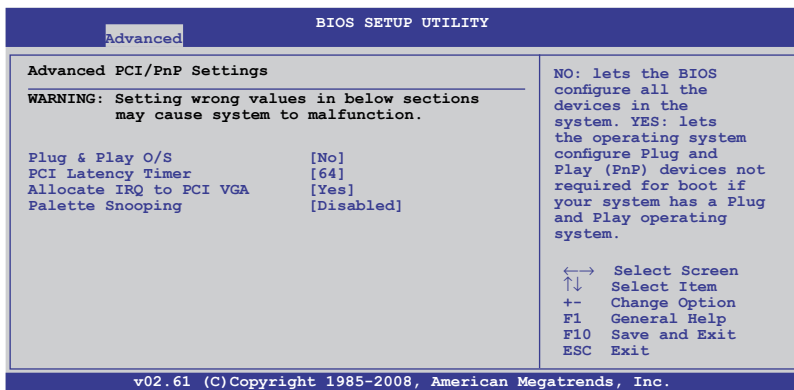 BIOS SETUP UTILITY
Advanced
Advanced PCI/PnP Settings
WARNING: Setting wrong values in below sections
may cause system to malfunction.
Plug & Play O/S [No]
PCI Latency Timer [64]
Allocate IRQ to PCI VGA [Yes]
Palette Snooping [Disabled]
NO: lets the BIOS
configure all the
devices in the
system. YES: lets
the operating system
configure Plug and
Play (PnP) devices not
required for boot if
your system has a Plug
and Play operating
system.
←→ Select Screen
↑↓ Select Item
+- Change Option
F1 General Help
F10 Save and Exit
ESC Exit
v02.61 (C)Copyright 1985-2008, American Megatrends, Inc.